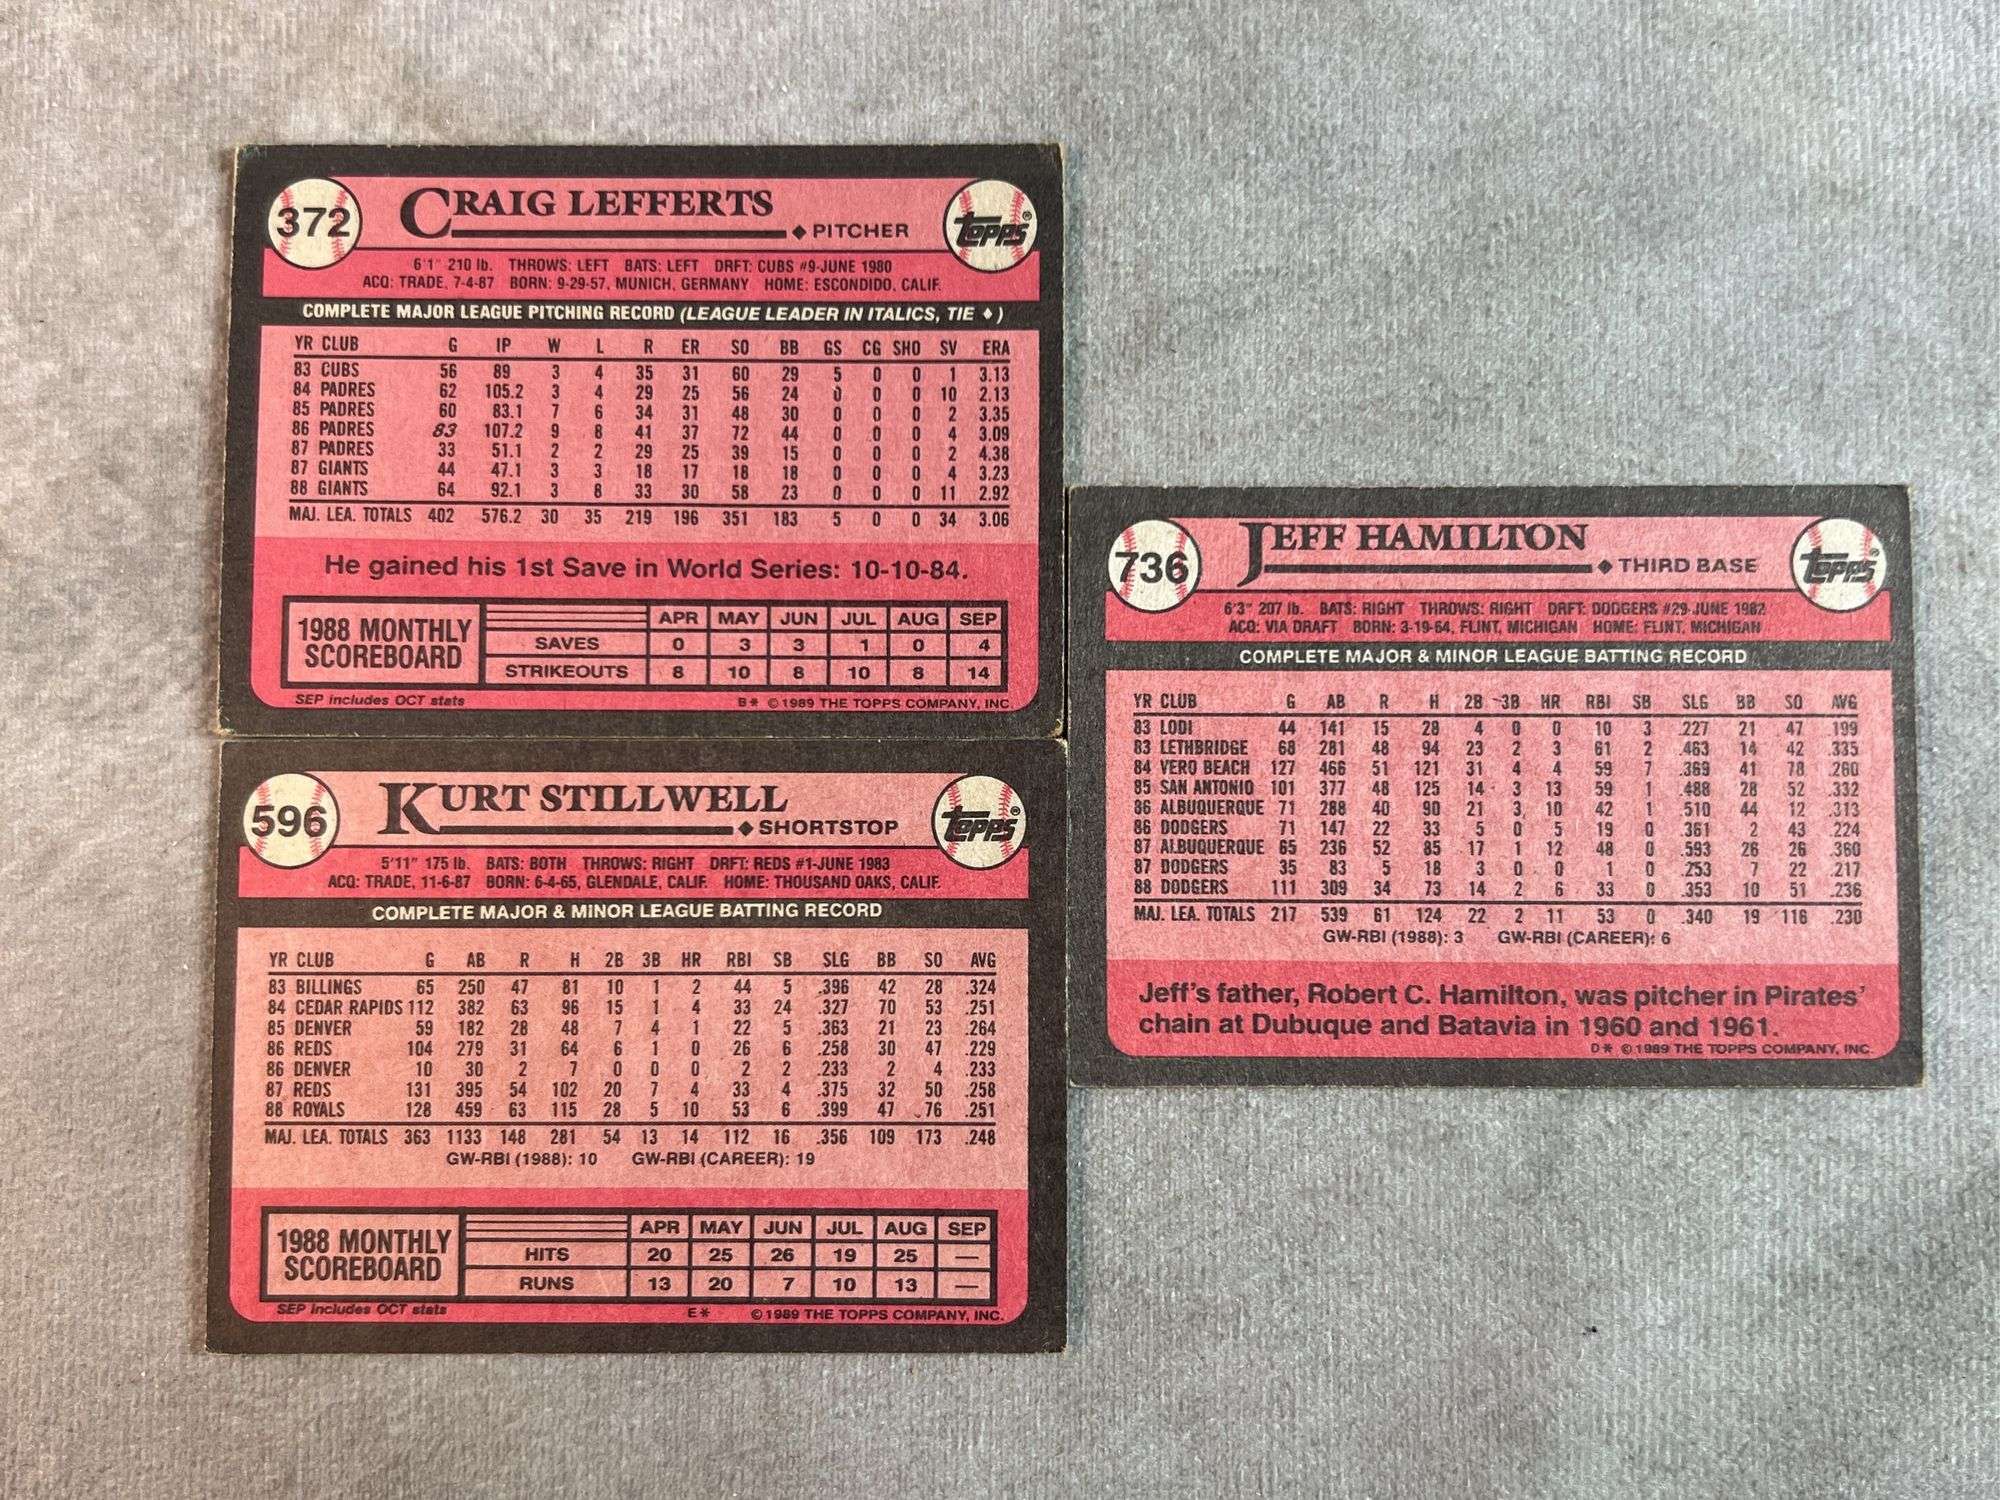 372
CRAIG LEFFERTS
◆ PITCHER
Topps®
6'1" 210 lb. THROWS: LEFT BATS: LEFT DRFT: CUBS #9-JUNE 1980
ACQ: TRADE, 7-4-87 BORN: 9-29-57, MUNICH, GERMANY HOME: ESCONDIDO, CALIF.
COMPLETE MAJOR LEAGUE PITCHING RECORD (LEAGUE LEADER IN ITALICS, TIE ♦)
YR CLUB G IP W L R ER SO BB GS CG SHO SV ERA
83 CUBS 56 89 3 4 35 31 60 29 5 0 0 1 3.13
84 PADRES 62 105.2 3 4 29 25 56 24 0 0 0 10 2.13
85 PADRES 60 83.1 7 6 34 31 48 30 0 0 0 2 3.35
86 PADRES 83 107.2 9 8 41 37 72 44 0 0 0 4 3.09
87 PADRES 33 51.1 2 2 29 25 39 15 0 0 0 2 4.38
87 GIANTS 44 47.1 3 3 18 17 18 18 0 0 0 4 3.23
88 GIANTS 64 92.1 3 8 33 30 58 23 0 0 0 11 2.92
MAJ. LEA. TOTALS 402 576.2 30 35 219 196 351 183 5 0 0 34 3.06
He gained his 1st Save in World Series: 10-10-84.
1988 MONTHLY SCOREBOARD
APR MAY JUN JUL AUG SEP
SAVES 0 3 3 1 0 4
STRIKEOUTS 8 10 8 10 8 14
SEP includes OCT stats
B* © 1989 THE TOPPS COMPANY, INC.
596
KURT STILLWELL
◆ SHORTSTOP
Topps®
5'11" 175 lb. BATS: BOTH THROWS: RIGHT DRFT: REDS #1-JUNE 1983
ACQ: TRADE, 11-6-87 BORN: 6-4-65, GLENDALE, CALIF. HOME: THOUSAND OAKS, CALIF.
COMPLETE MAJOR & MINOR LEAGUE BATTING RECORD
YR CLUB G AB R H 2B 3B HR RBI SB SLG BB SO AVG
83 BILLINGS 65 250 47 81 10 1 2 44 5 .396 42 28 .324
84 CEDAR RAPIDS 112 382 63 96 15 1 4 33 24 .327 70 53 .251
85 DENVER 59 182 28 48 7 4 1 22 5 .363 21 23 .264
86 REDS 104 279 31 64 6 1 0 26 6 .258 30 47 .229
86 DENVER 10 30 2 7 0 0 0 2 2 .233 2 4 .233
87 REDS 131 395 54 102 20 7 4 33 4 .375 32 50 .258
88 ROYALS 128 459 63 115 28 5 10 53 6 .399 47 76 .251
MAJ. LEA. TOTALS 363 1133 148 281 54 13 14 112 16 .356 109 173 .248
GW-RBI (1988): 10 GW-RBI (CAREER): 19
1988 MONTHLY SCOREBOARD
APR MAY JUN JUL AUG SEP
HITS 20 25 26 19 25 —
RUNS 13 20 7 10 13 —
SEP includes OCT stats
E* © 1989 THE TOPPS COMPANY, INC.
736
JEFF HAMILTON
◆ THIRD BASE
Topps®
6'3" 207 lb. BATS: RIGHT THROWS: RIGHT DRFT: DODGERS #29-JUNE 1982
ACQ: VIA DRAFT BORN: 3-19-64, FLINT, MICHIGAN HOME: FLINT, MICHIGAN
COMPLETE MAJOR & MINOR LEAGUE BATTING RECORD
YR CLUB G AB R H 2B 3B HR RBI SB SLG BB SO AVG
83 LODI 44 141 15 28 4 0 0 10 3 .227 21 47 .199
83 LETHBRIDGE 68 281 48 94 23 2 3 61 2 .463 14 42 .335
84 VERO BEACH 127 466 51 121 31 4 4 59 7 .369 41 78 .260
85 SAN ANTONIO 101 377 48 125 14 3 13 59 1 .488 28 52 .332
86 ALBUQUERQUE 71 288 40 90 21 3 10 42 1 .510 44 12 .313
86 DODGERS 71 147 22 33 5 0 5 19 0 .361 2 43 .224
87 ALBUQUERQUE 65 236 52 85 17 1 12 48 0 .593 26 26 .360
87 DODGERS 35 83 5 18 3 0 0 1 0 .253 7 22 .217
88 DODGERS 111 309 34 73 14 2 6 33 0 .353 10 51 .236
MAJ. LEA. TOTALS 217 539 61 124 22 2 11 53 0 .340 19 116 .230
GW-RBI (1988): 3 GW-RBI (CAREER): 6
Jeff's father, Robert C. Hamilton, was pitcher in Pirates'
chain at Dubuque and Batavia in 1960 and 1961.
D* © 1989 THE TOPPS COMPANY, INC.